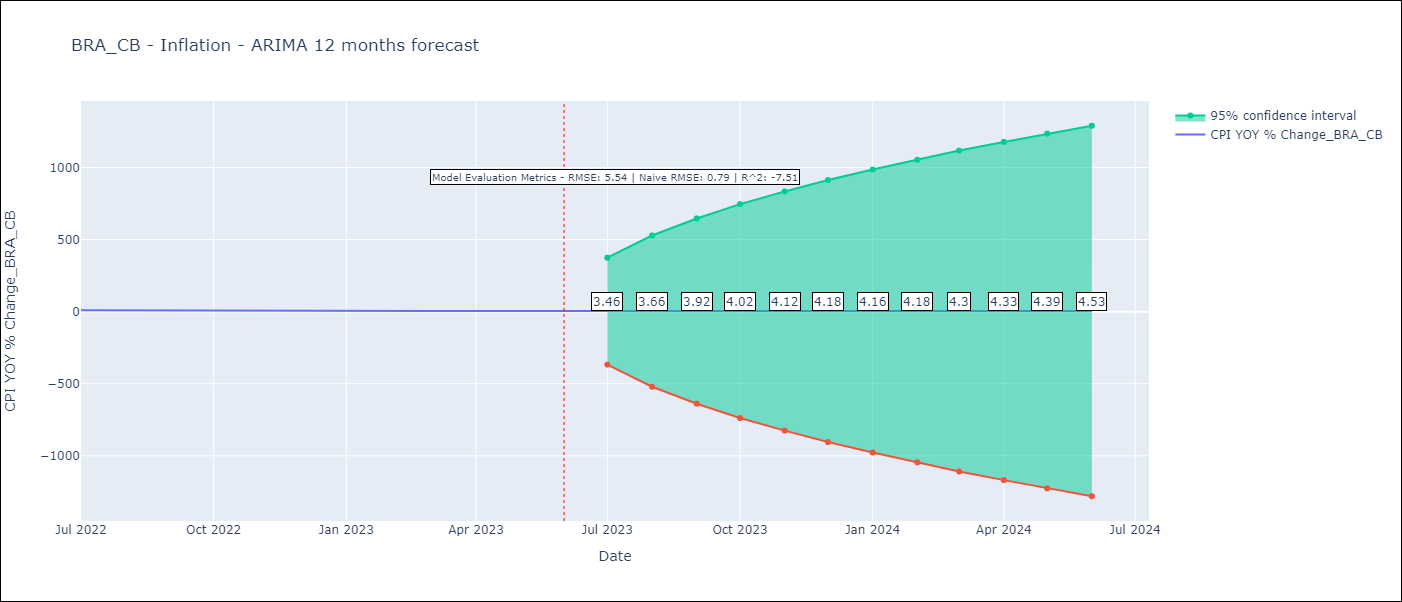 BRA_CB - Inflation - ARIMA 12 months forecast
95% confidence interval
CPI YOY % Change_BRA_CB
Model Evaluation Metrics - RMSE: 5.54 | Naive RMSE: 0.79 | R^2: -7.51
CPI YOY % Change_BRA_CB
1000
500
0
−500
−1000
3.46 3.66 3.92 4.02 4.12 4.18 4.16 4.18 4.3 4.33 4.39 4.53
Jul 2022 Oct 2022 Jan 2023 Apr 2023 Jul 2023 Oct 2023 Jan 2024 Apr 2024 Jul 2024
Date